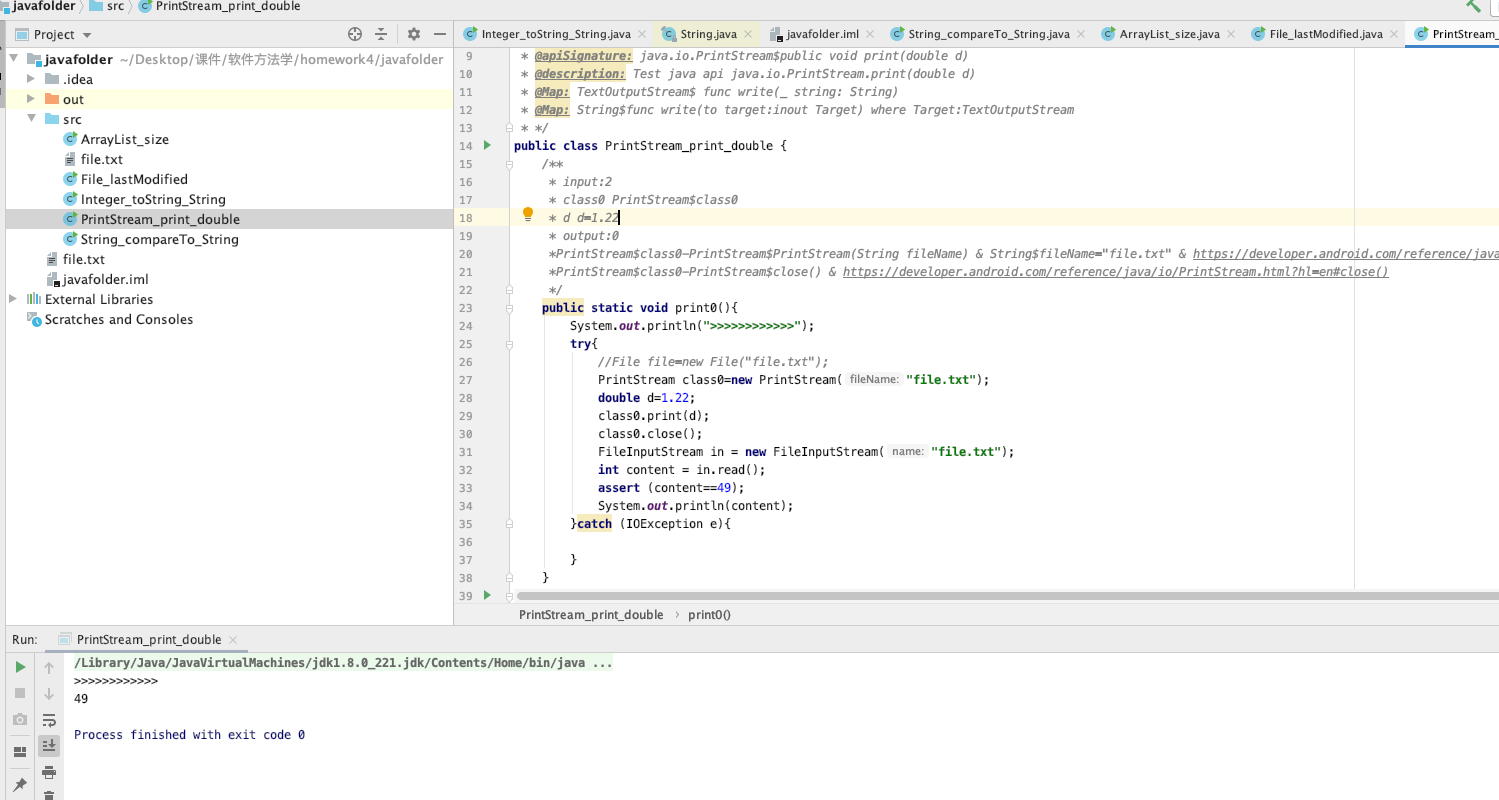 javafolder src PrintStream_print_double
Project
Integer_toString_String.java String.java javafolder.iml String_compareTo_String.java ArrayList_size.java File_lastModified.java PrintStream_
javafolder ~/Desktop/课件/软件方法学/homework4/javafolder
.idea
out
src
ArrayList_size
file.txt
File_lastModified
Integer_toString_String
PrintStream_print_double
String_compareTo_String
file.txt
javafolder.iml
External Libraries
Scratches and Consoles
9 * @apiSignature: java.io.PrintStream$public void print(double d)
10 * @description: Test java api java.io.PrintStream.print(double d)
11 * @Map: TextOutputStream$ func write(_ string: String)
12 * @Map: String$func write(to target:inout Target) where Target:TextOutputStream
13 * */
14 public class PrintStream_print_double {
15 /**
16 * input:2
17 * class0 PrintStream$class0
18 * d d=1.22
19 * output:0
20 *PrintStream$class0-PrintStream$PrintStream(String fileName) & String$fileName="file.txt" & https://developer.android.com/reference/java
21 *PrintStream$class0-PrintStream$close() & https://developer.android.com/reference/java/io/PrintStream.html?hl=en#close()
22 */
23 public static void print0(){
24 System.out.println(">>>>>>>>>>>>");
25 try{
26 //File file=new File("file.txt");
27 PrintStream class0=new PrintStream( fileName: "file.txt");
28 double d=1.22;
29 class0.print(d);
30 class0.close();
31 FileInputStream in = new FileInputStream( name: "file.txt");
32 int content = in.read();
33 assert (content==49);
34 System.out.println(content);
35 }catch (IOException e){
36
37 }
38 }
39
PrintStream_print_double › print0()
Run: PrintStream_print_double
/Library/Java/JavaVirtualMachines/jdk1.8.0_221.jdk/Contents/Home/bin/java ...
>>>>>>>>>>>>
49
Process finished with exit code 0